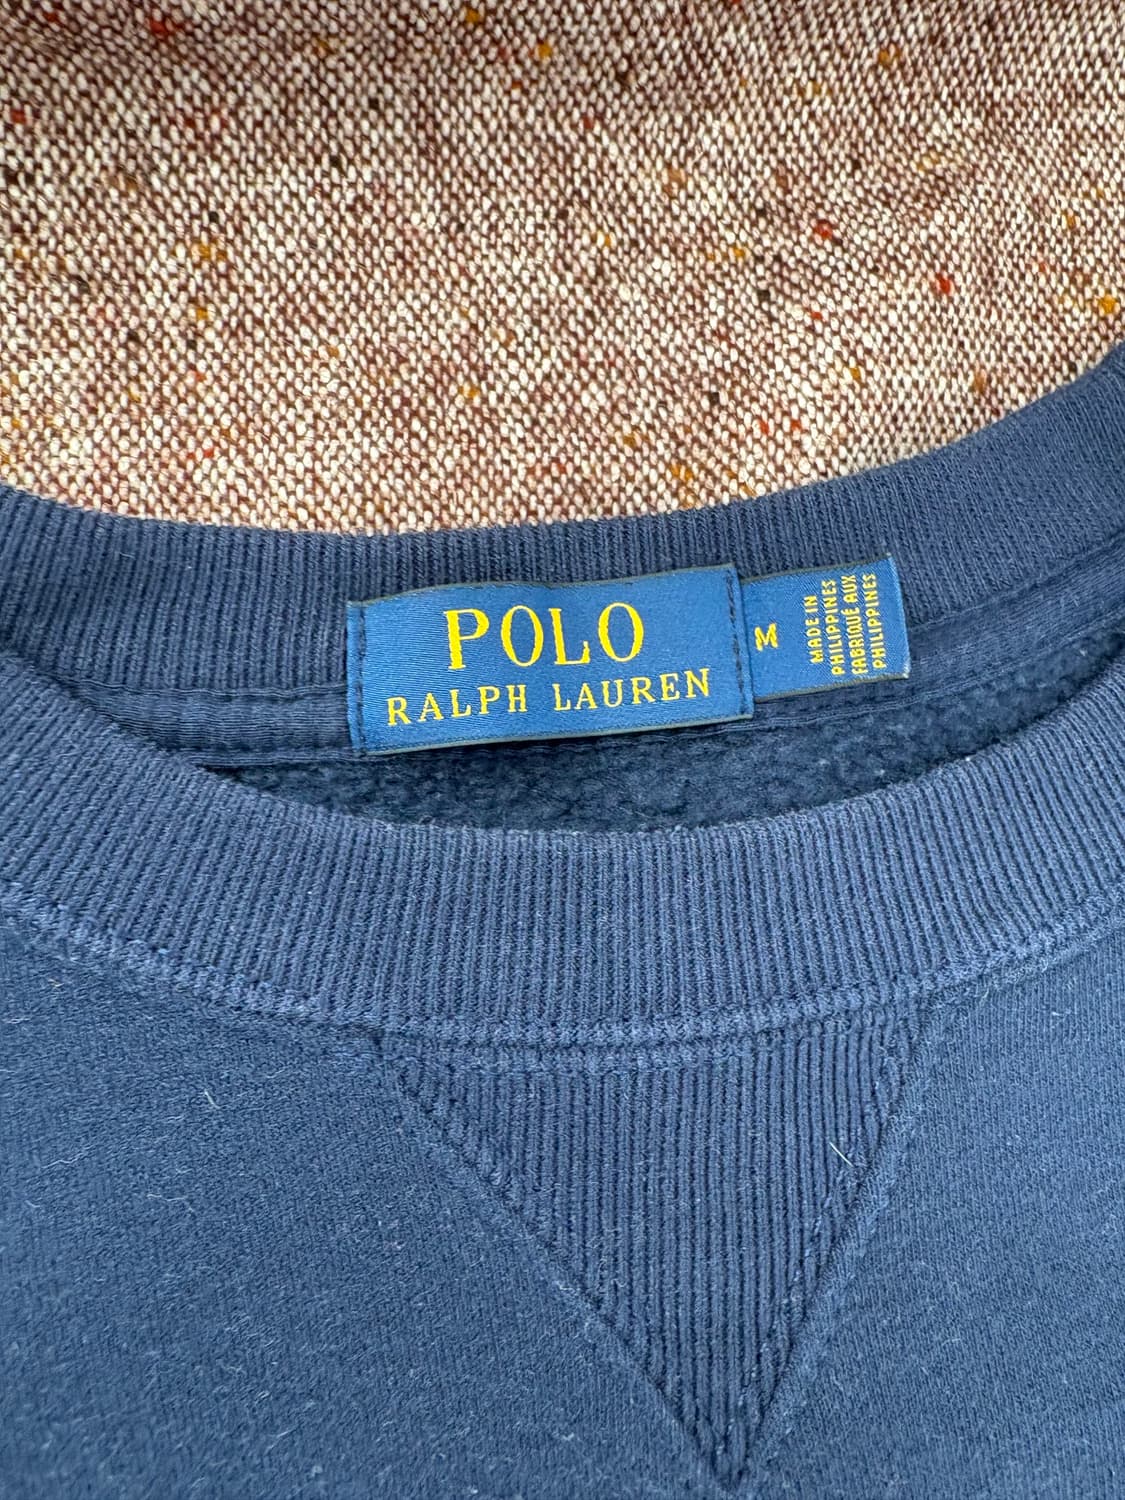 POLO
RALPH LAUREN
M
MADE IN
PHILIPPINES
FABRIQUÉ AUX
PHILIPPINES